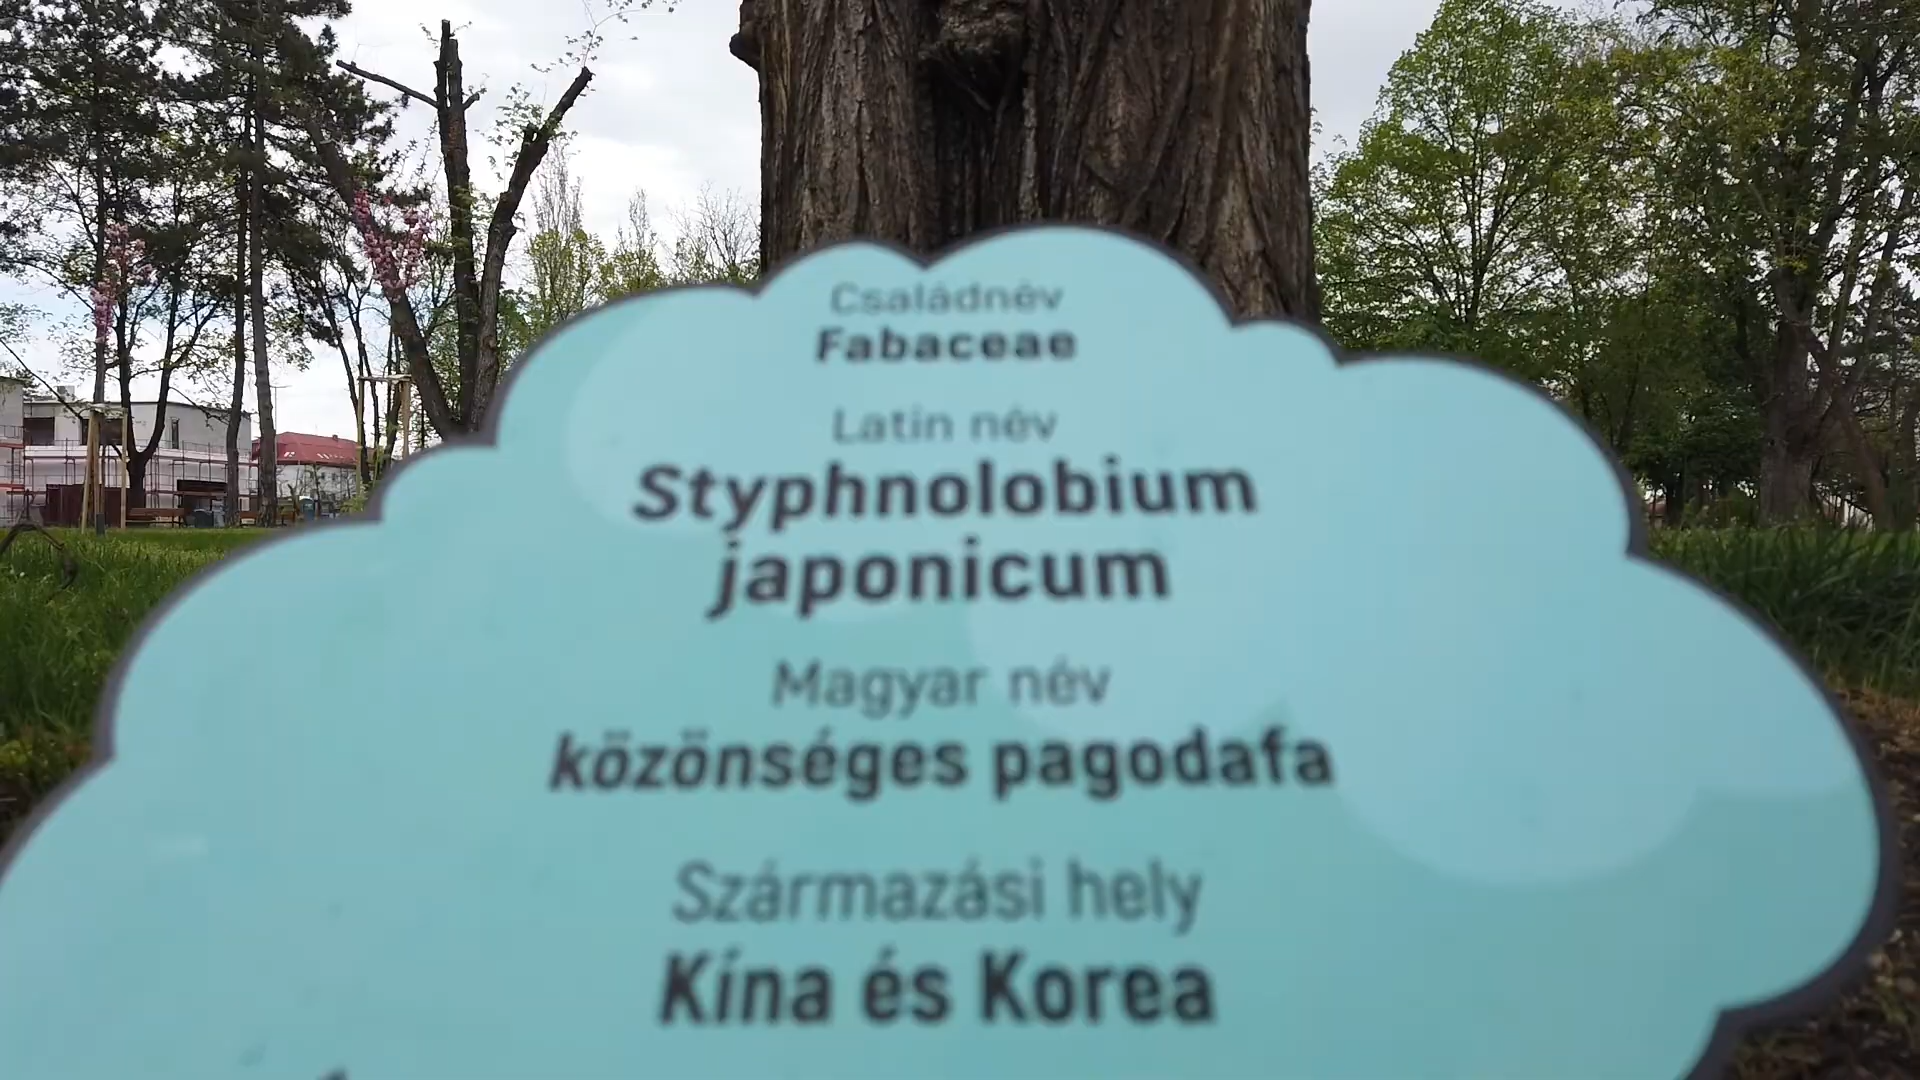 Családnév
Fabaceae
Latin név
Styphnolobium
japonicum
Magyar név
közönséges pagodafa
Származási hely
Kína és Korea